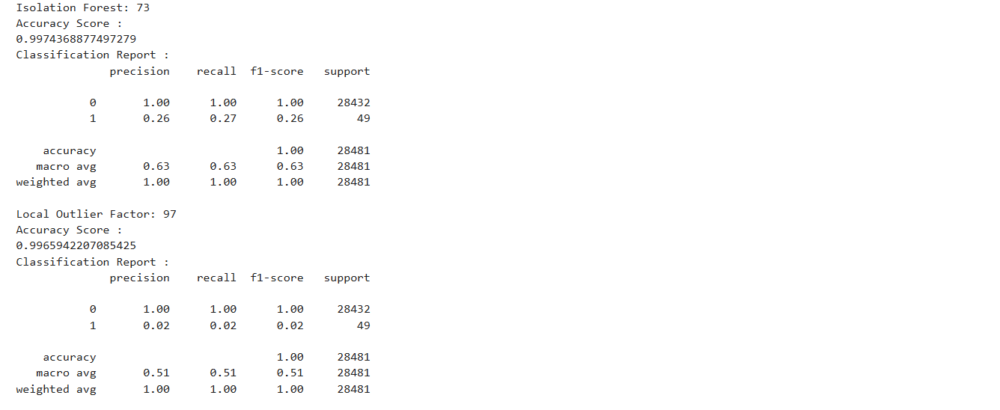 Isolation Forest: 73
Accuracy Score :
0.9974368877497279
Classification Report :
precision recall f1-score support
0 1.00 1.00 1.00 28432
1 0.26 0.27 0.26 49
accuracy 1.00 28481
macro avg 0.63 0.63 0.63 28481
weighted avg 1.00 1.00 1.00 28481
Local Outlier Factor: 97
Accuracy Score :
0.9965942207085425
Classification Report :
precision recall f1-score support
0 1.00 1.00 1.00 28432
1 0.02 0.02 0.02 49
accuracy 1.00 28481
macro avg 0.51 0.51 0.51 28481
weighted avg 1.00 1.00 1.00 28481